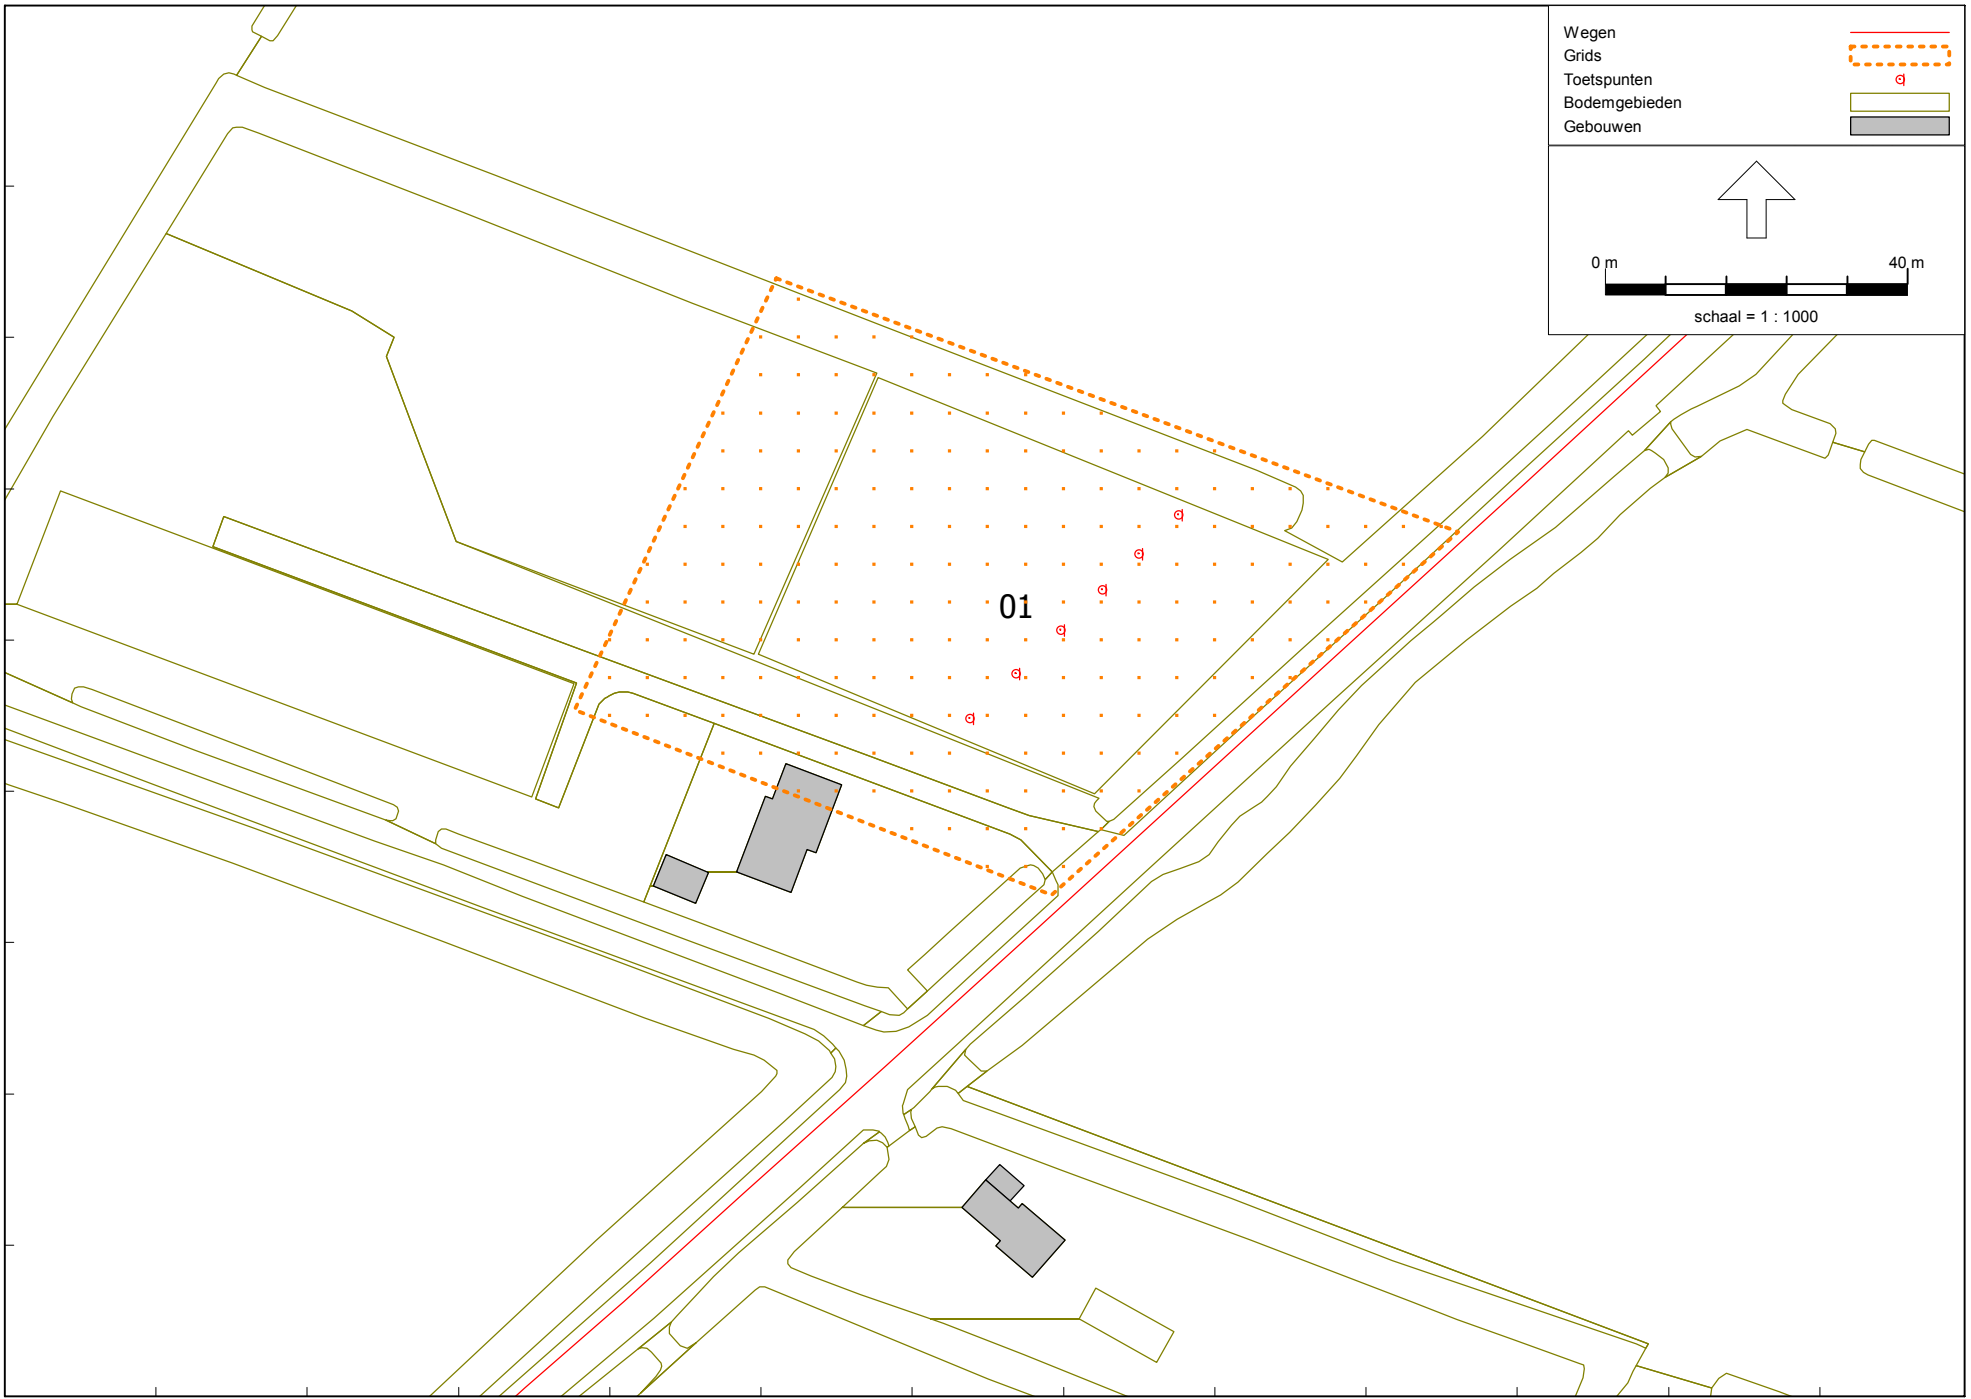 Wegen
Grids
Toetspunten
Bodemgebieden
Gebouwen
0 m 40 m
schaal = 1 : 1000
01